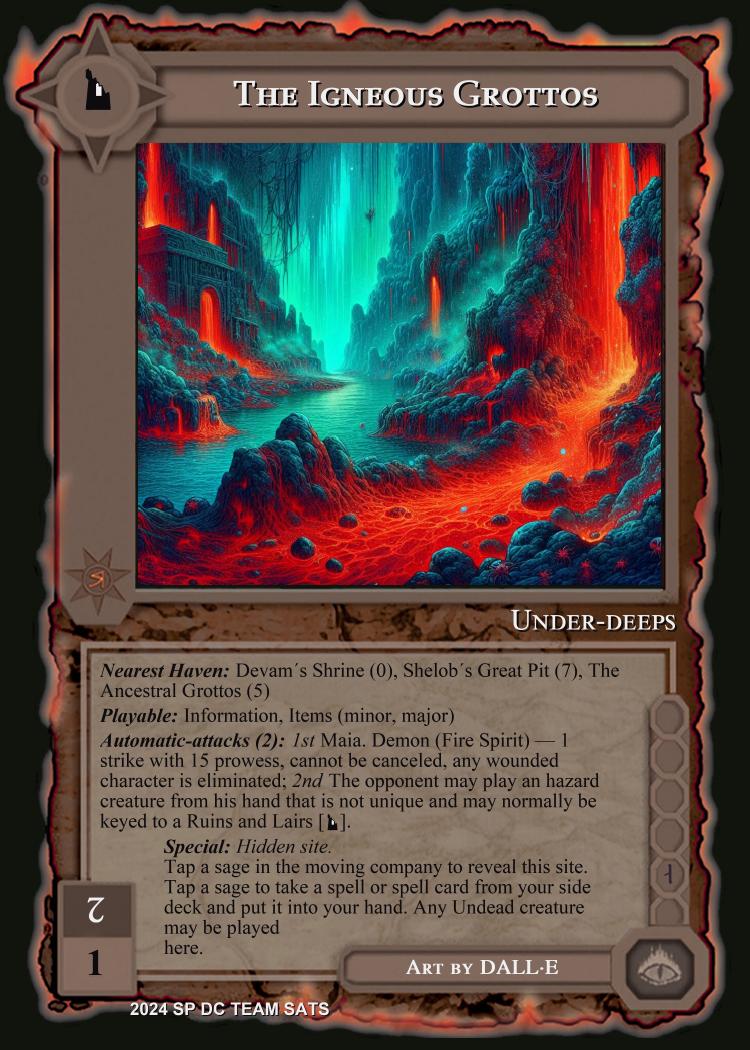 The Igneous Grottos
Under-deeps
Nearest Haven: Devam´s Shrine (0), Shelob´s Great Pit (7), The
Ancestral Grottos (5)
Playable: Information, Items (minor, major)
Automatic-attacks (2): 1st Maia. Demon (Fire Spirit) — 1
strike with 15 prowess, cannot be canceled, any wounded
character is eliminated; 2nd The opponent may play an hazard
creature from his hand that is not unique and may normally be
keyed to a Ruins and Lairs [].
Special: Hidden site.
Tap a sage in the moving company to reveal this site.
Tap a sage to take a spell or spell card from your side
deck and put it into your hand. Any Undead creature
may be played
here.
1
Art by DALL·E
2024 SP DC TEAM SATS